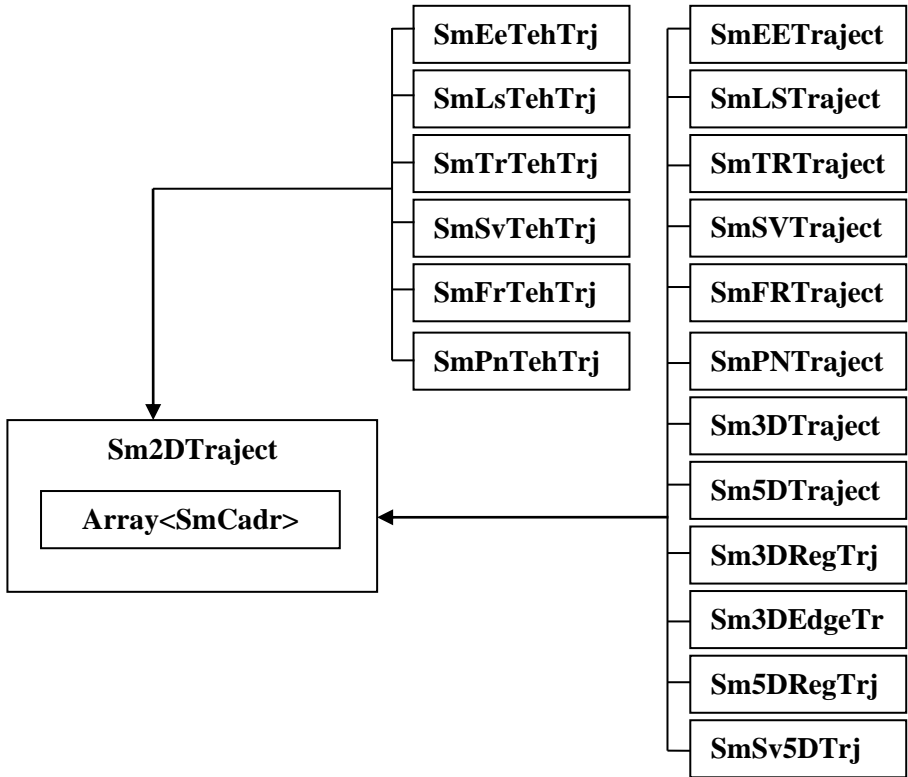 SmEeTehTrj
SmLsTehTrj
SmTrTehTrj
SmSvTehTrj
SmFrTehTrj
SmPnTehTrj
SmEETraject
SmLSTraject
SmTRTraject
SmSVTraject
SmFRTraject
SmPNTraject
Sm3DTraject
Sm5DTraject
Sm3DRegTrj
Sm3DEdgeTr
Sm5DRegTrj
SmSv5DTrj
Sm2DTraject
Array<SmCadr>